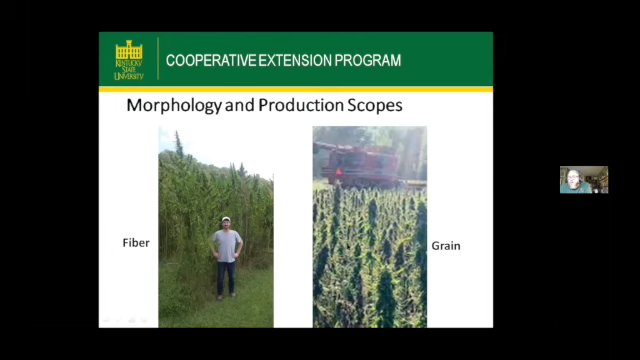 KENTUCKY
STATE
UNIVERSITY
COOPERATIVE EXTENSION PROGRAM
Morphology and Production Scopes
Fiber
Grain